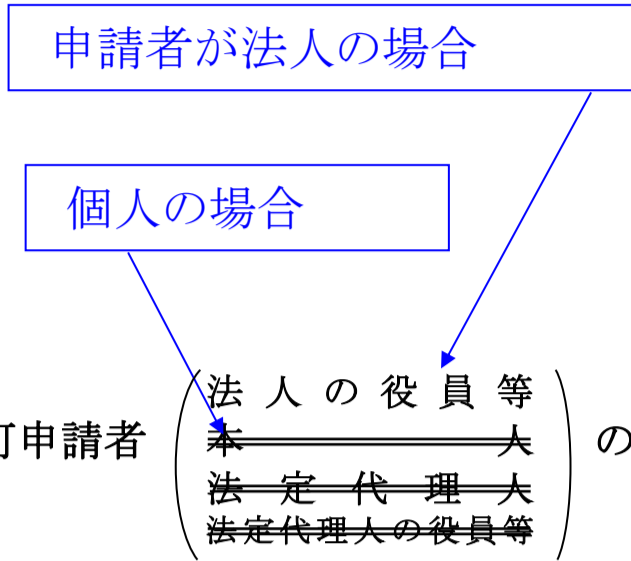 申請者が法人の場合
個人の場合
法人の役員等
可申請者 本人 の
法定代理人
法定代理人の役員等